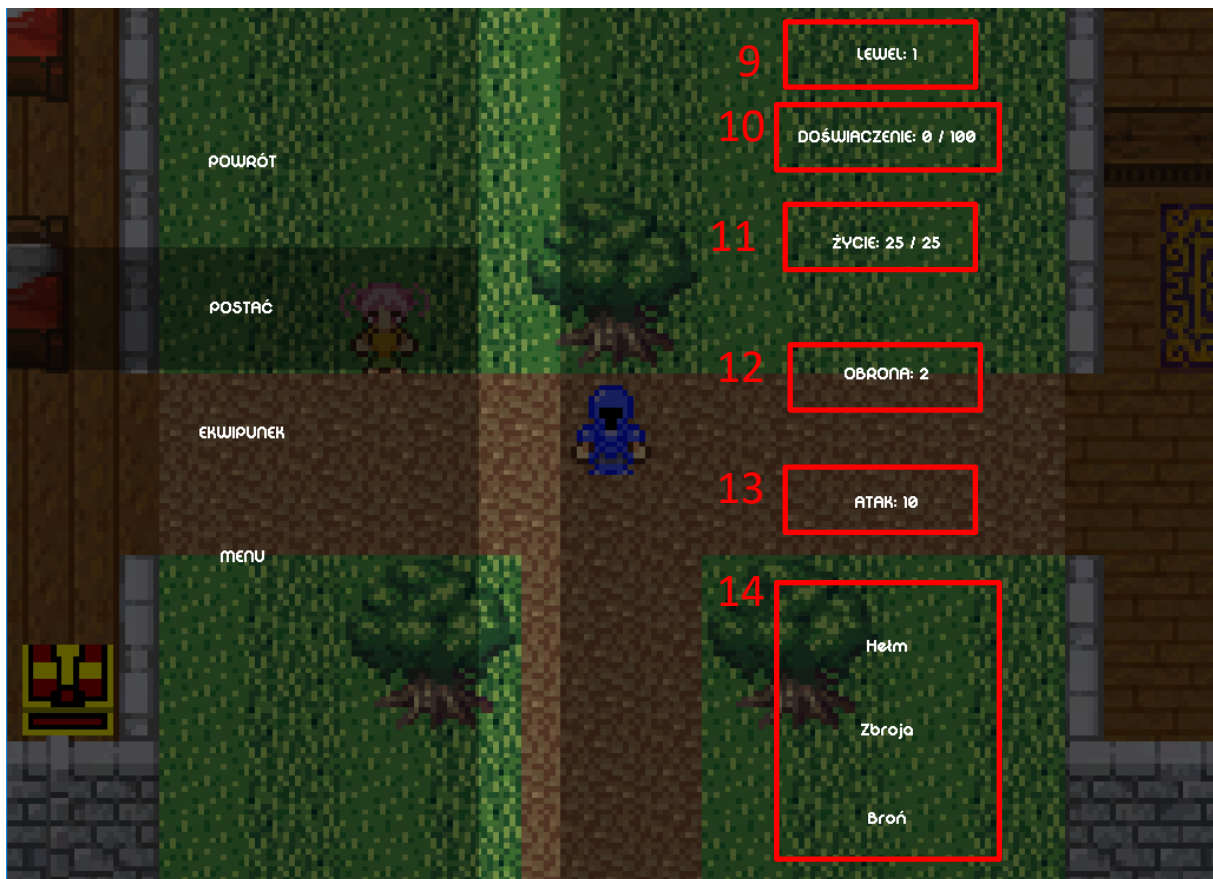 9
LEWEL: 1
10
DOŚWIACZENIE: 0 / 100
POWRÓT
11
ŻYCIE: 25 / 25
POSTAĆ
12
OBRONA: 2
EKWIPUNEK
13
ATAK: 10
MENU
14
Hełm
Zbroja
Broń